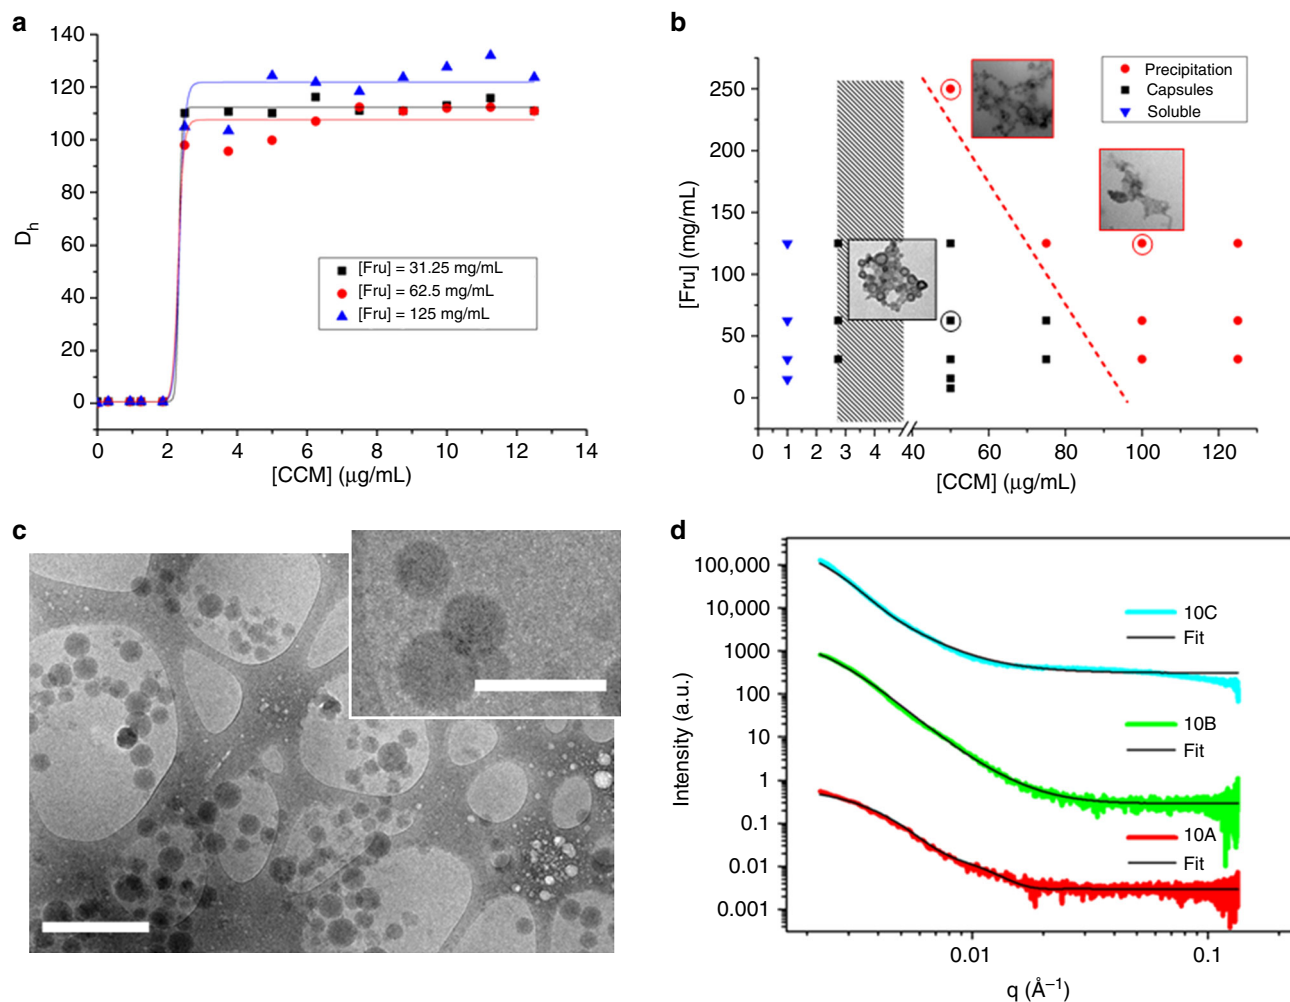 a
140
120
100
80
60
40
20
0
D_h
[Fru] = 31.25 mg/mL
[Fru] = 62.5 mg/mL
[Fru] = 125 mg/mL
0 2 4 6 8 10 12 14
[CCM] (μg/mL)
b
250
200
150
100
50
0
[Fru] (mg/mL)
Precipitation
Capsules
Soluble
0 1 2 3 4 40 60 80 100 120
[CCM] (μg/mL)
c
d
100,000
10,000
1000
100
10
1
0.1
0.01
0.001
Intensity (a.u.)
10C
Fit
10B
Fit
10A
Fit
0.01 0.1
q (Å⁻¹)